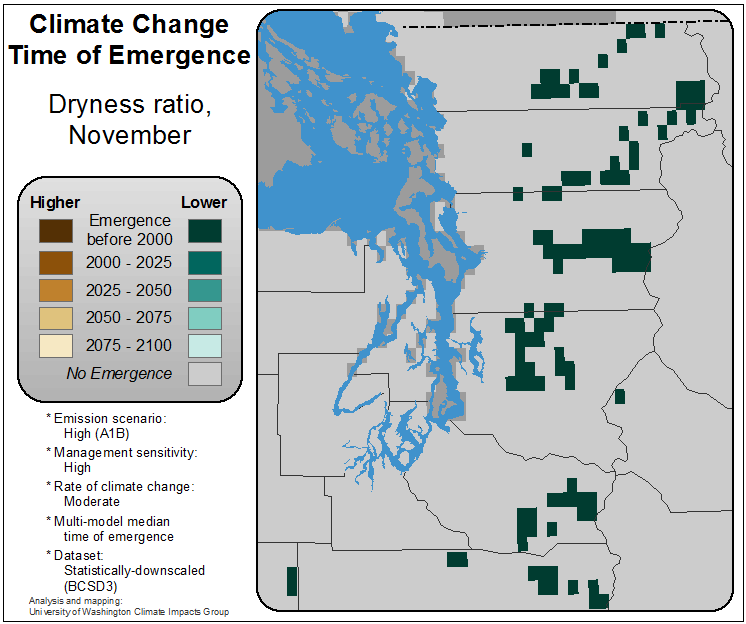 Climate Change
Time of Emergence
Dryness ratio,
November
Higher Lower
Emergence
before 2000
2000 - 2025
2025 - 2050
2050 - 2075
2075 - 2100
No Emergence
* Emission scenario:
High (A1B)
* Management sensitivity:
High
* Rate of climate change:
Moderate
* Multi-model median
time of emergence
* Dataset:
Statistically-downscaled
(BCSD3)
Analysis and mapping:
University of Washington Climate Impacts Group